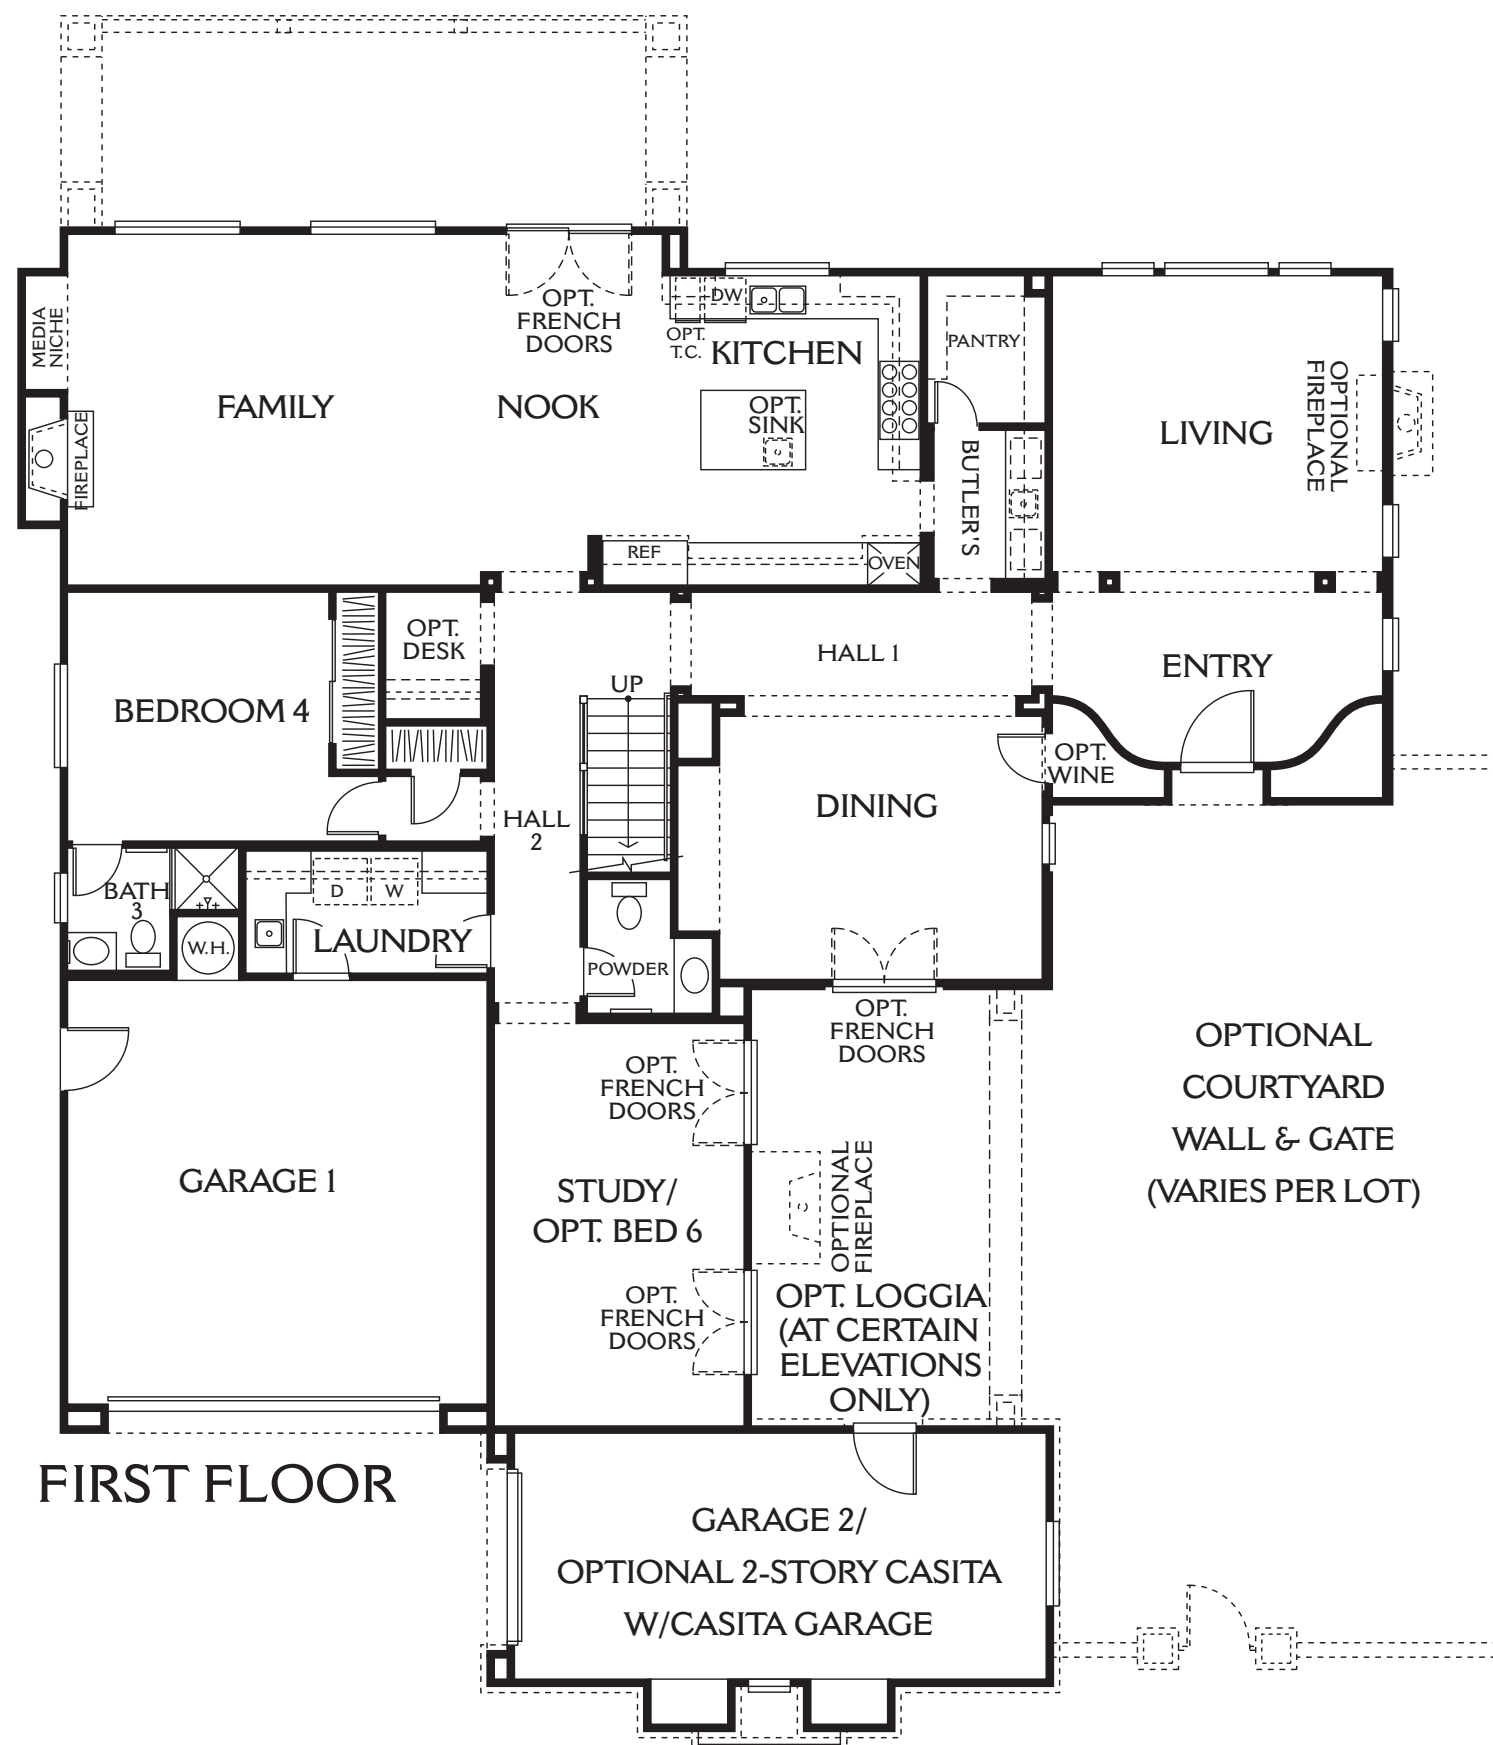 OPT.
FRENCH
DOORS
MEDIA
NICHE
DW
OPT.
T.C.
KITCHEN
PANTRY
FAMILY
NOOK
OPT.
SINK
LIVING
OPTIONAL
FIREPLACE
FIREPLACE
BUTLER'S
REF
OVEN
OPT.
DESK
HALL 1
ENTRY
UP
BEDROOM 4
OPT.
WINE
DINING
HALL
2
BATH
3
D
W
LAUNDRY
W.H.
POWDER
OPT.
FRENCH
DOORS
OPT.
FRENCH
DOORS
OPTIONAL
COURTYARD
WALL & GATE
(VARIES PER LOT)
GARAGE 1
STUDY/
OPT. BED 6
OPTIONAL
FIREPLACE
OPT.
FRENCH
DOORS
OPT. LOGGIA
(AT CERTAIN
ELEVATIONS
ONLY)
FIRST FLOOR
GARAGE 2/
OPTIONAL 2-STORY CASITA
W/CASITA GARAGE